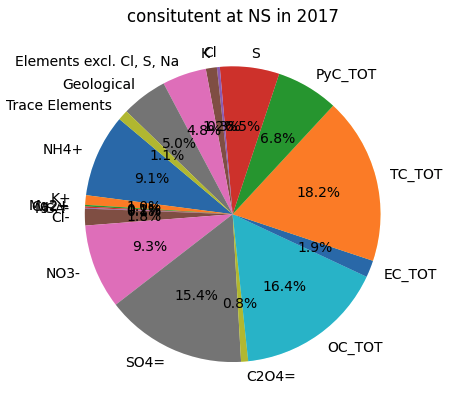 consitutent at NS in 2017
Cl
S
K
Elements excl. Cl, S, Na
PyC_TOT
Geological
Trace Elements
4.8%
6.8%
5.0%
1.1%
NH4+
9.1%
18.2%
TC_TOT
K+
1.0%
Cl-
1.8%
1.9%
EC_TOT
NO3-
9.3%
15.4%
16.4%
0.8%
OC_TOT
SO4=
C2O4=